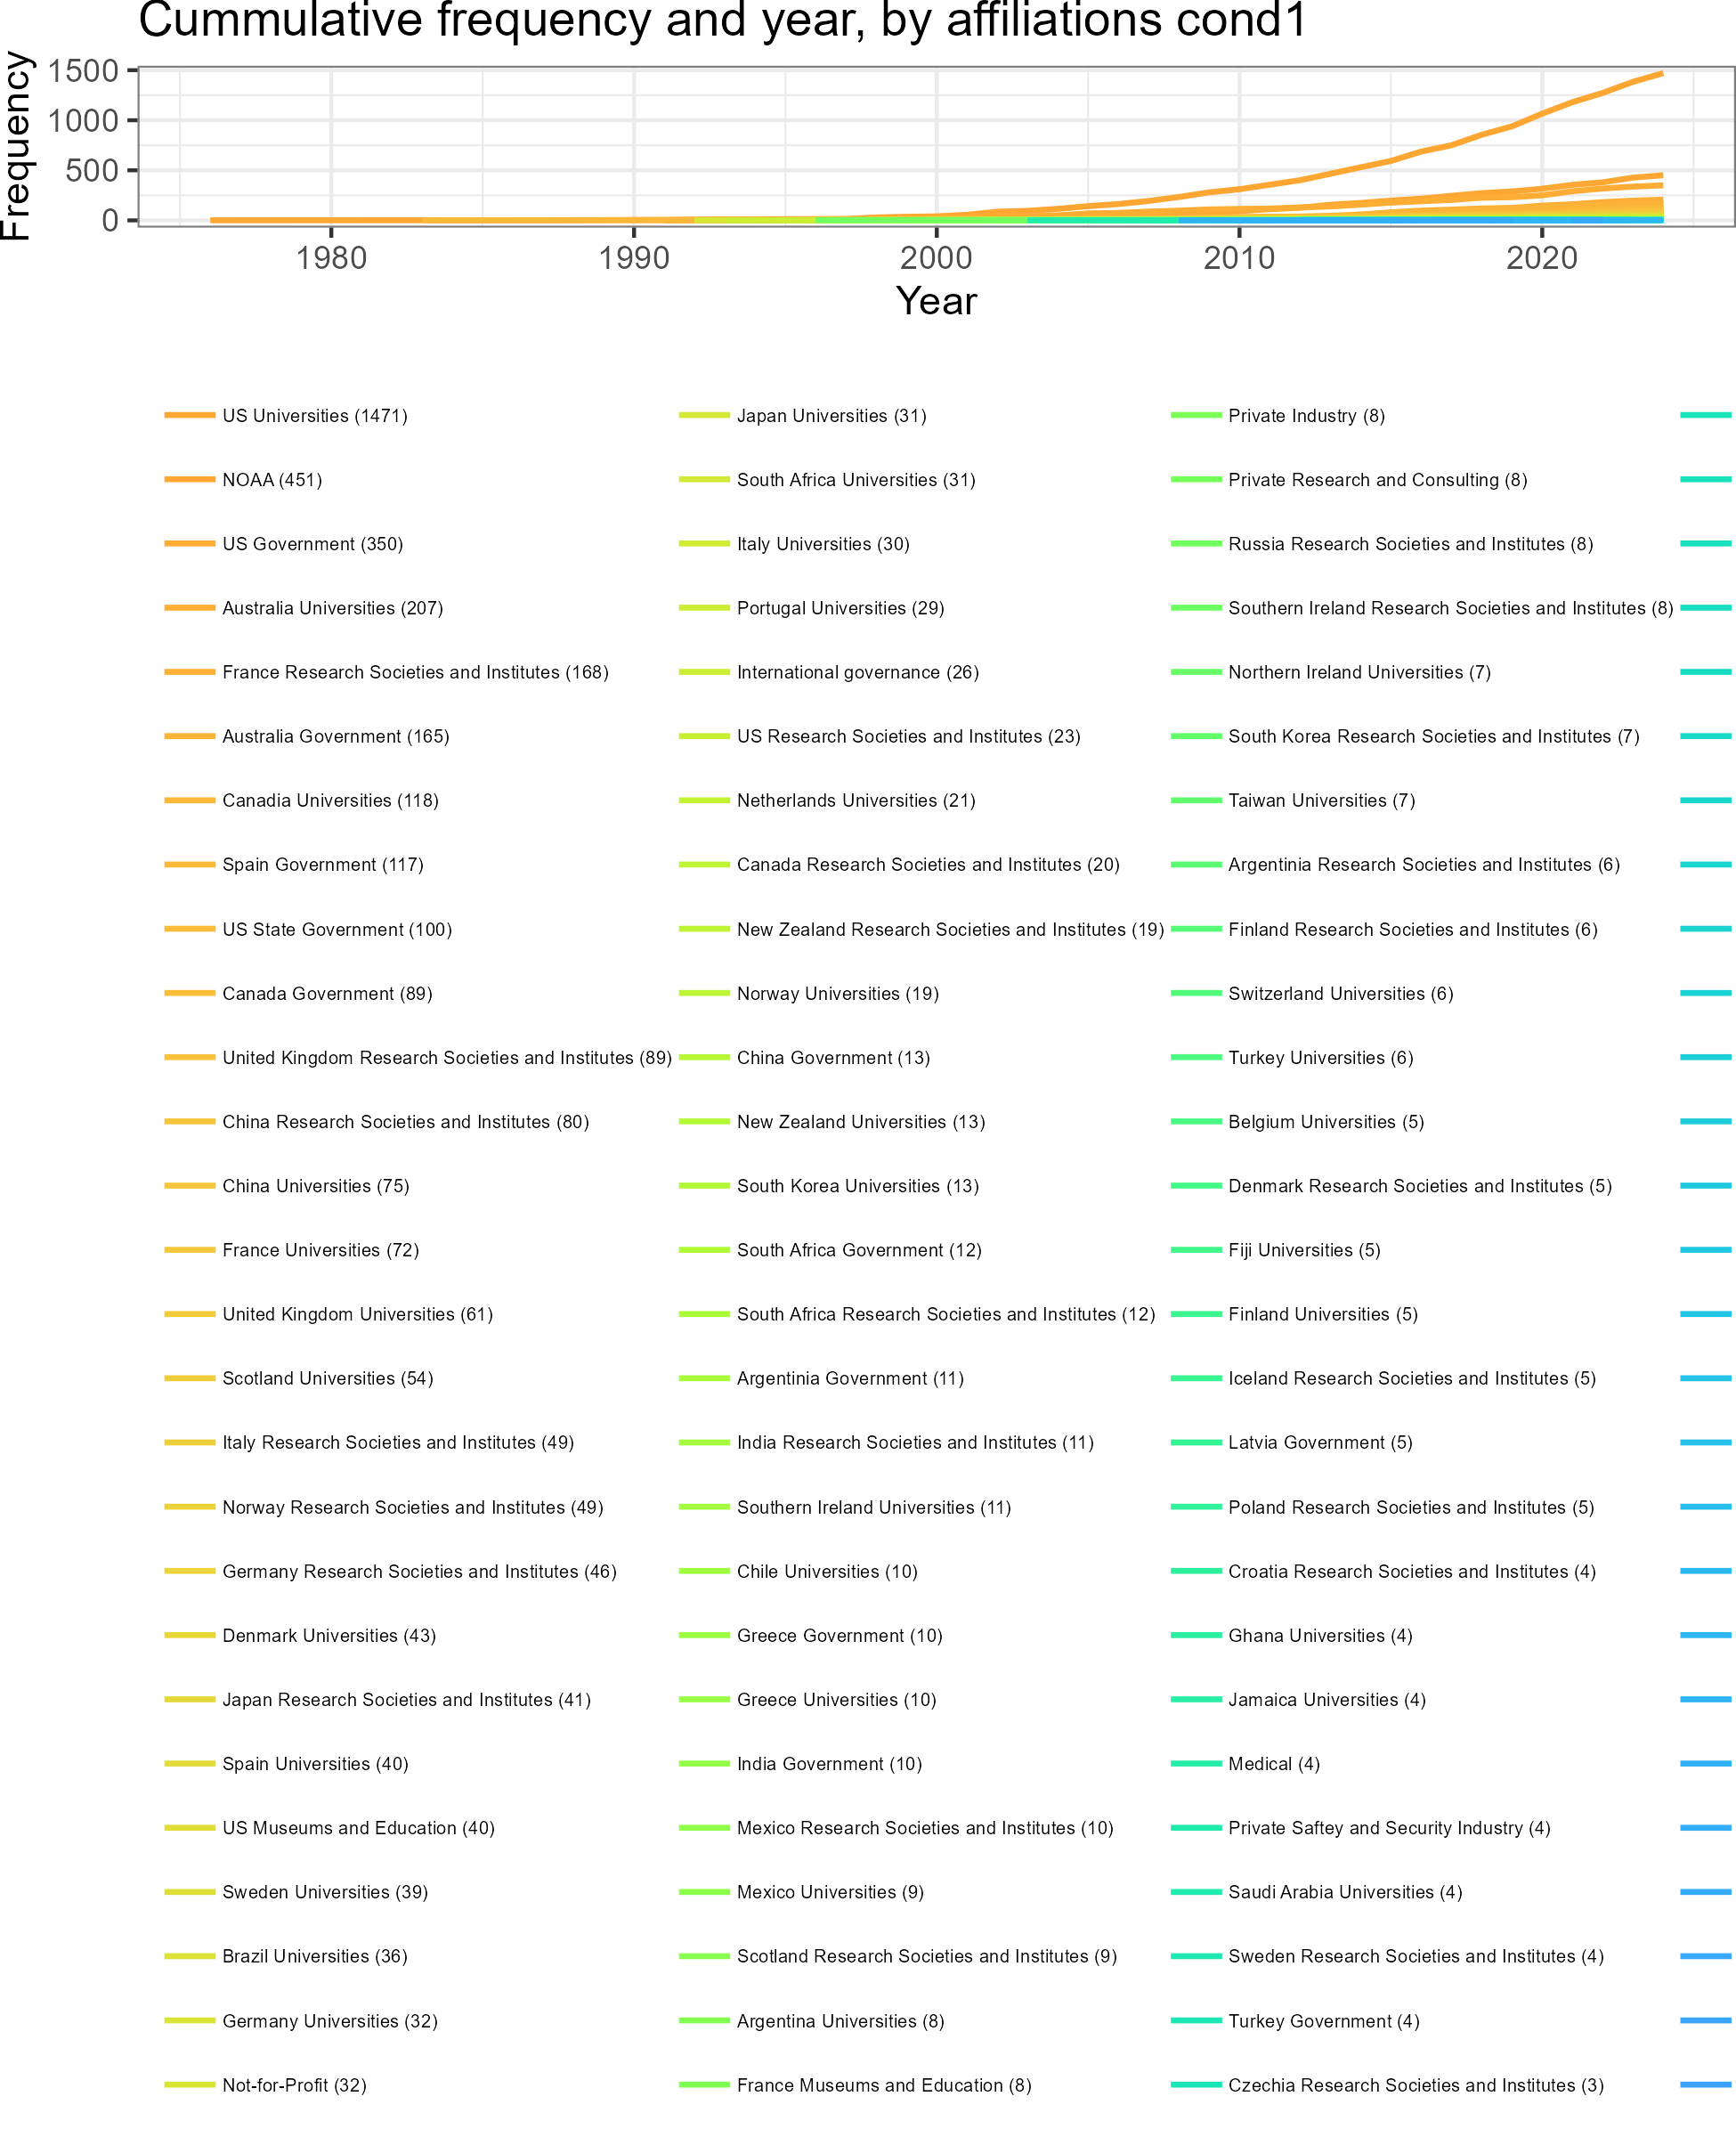 Cummulative frequency and year, by affiliations cond1
Frequency
1500
1000
500
0
1980 1990 2000 2010 2020
Year
US Universities (1471)
NOAA (451)
US Government (350)
Australia Universities (207)
France Research Societies and Institutes (168)
Australia Government (165)
Canadia Universities (118)
Spain Government (117)
US State Government (100)
Canada Government (89)
United Kingdom Research Societies and Institutes (89)
China Research Societies and Institutes (80)
China Universities (75)
France Universities (72)
United Kingdom Universities (61)
Scotland Universities (54)
Italy Research Societies and Institutes (49)
Norway Research Societies and Institutes (49)
Germany Research Societies and Institutes (46)
Denmark Universities (43)
Japan Research Societies and Institutes (41)
Spain Universities (40)
US Museums and Education (40)
Sweden Universities (39)
Brazil Universities (36)
Germany Universities (32)
Not-for-Profit (32)
Japan Universities (31)
South Africa Universities (31)
Italy Universities (30)
Portugal Universities (29)
International governance (26)
US Research Societies and Institutes (23)
Netherlands Universities (21)
Canada Research Societies and Institutes (20)
New Zealand Research Societies and Institutes (19)
Norway Universities (19)
China Government (13)
New Zealand Universities (13)
South Korea Universities (13)
South Africa Government (12)
South Africa Research Societies and Institutes (12)
Argentinia Government (11)
India Research Societies and Institutes (11)
Southern Ireland Universities (11)
Chile Universities (10)
Greece Government (10)
Greece Universities (10)
India Government (10)
Mexico Research Societies and Institutes (10)
Mexico Universities (9)
Scotland Research Societies and Institutes (9)
Argentina Universities (8)
France Museums and Education (8)
Private Industry (8)
Private Research and Consulting (8)
Russia Research Societies and Institutes (8)
Southern Ireland Research Societies and Institutes (8)
Northern Ireland Universities (7)
South Korea Research Societies and Institutes (7)
Taiwan Universities (7)
Argentinia Research Societies and Institutes (6)
Finland Research Societies and Institutes (6)
Switzerland Universities (6)
Turkey Universities (6)
Belgium Universities (5)
Denmark Research Societies and Institutes (5)
Fiji Universities (5)
Finland Universities (5)
Iceland Research Societies and Institutes (5)
Latvia Government (5)
Poland Research Societies and Institutes (5)
Croatia Research Societies and Institutes (4)
Ghana Universities (4)
Jamaica Universities (4)
Medical (4)
Private Saftey and Security Industry (4)
Saudi Arabia Universities (4)
Sweden Research Societies and Institutes (4)
Turkey Government (4)
Czechia Research Societies and Institutes (3)